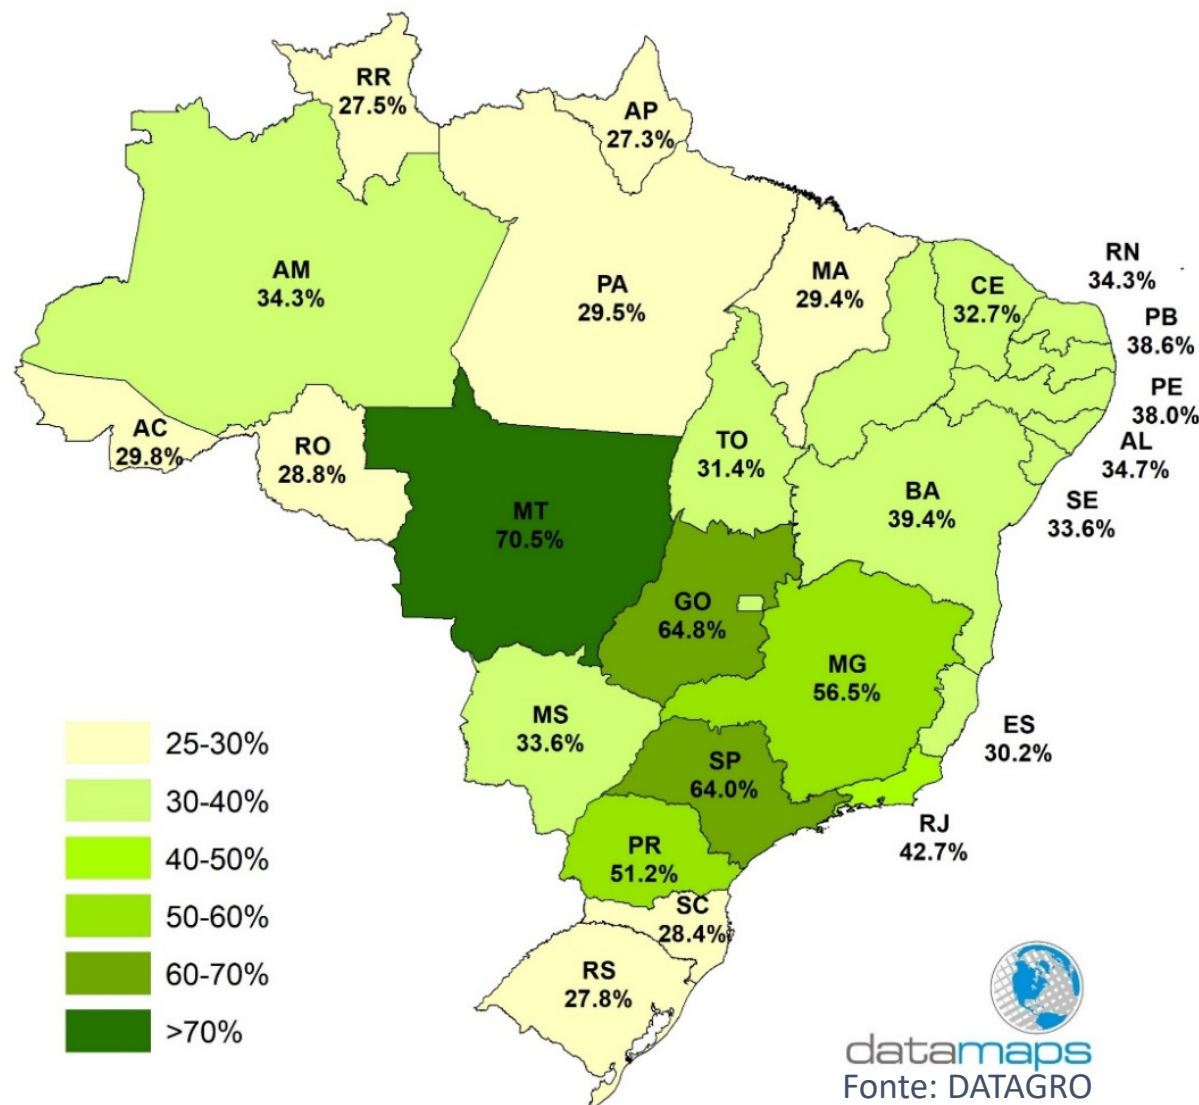 RR
27.5%
AP
27.3%
AM
34.3%
PA
29.5%
MA
29.4%
CE
32.7%
RN
34.3%
PB
38.6%
PE
38.0%
AL
34.7%
SE
33.6%
AC
29.8%
RO
28.8%
TO
31.4%
BA
39.4%
MT
70.5%
GO
64.8%
MG
56.5%
ES
30.2%
MS
33.6%
SP
64.0%
RJ
42.7%
PR
51.2%
SC
28.4%
RS
27.8%
25-30%
30-40%
40-50%
50-60%
60-70%
>70%
datamaps
Fonte: DATAGRO